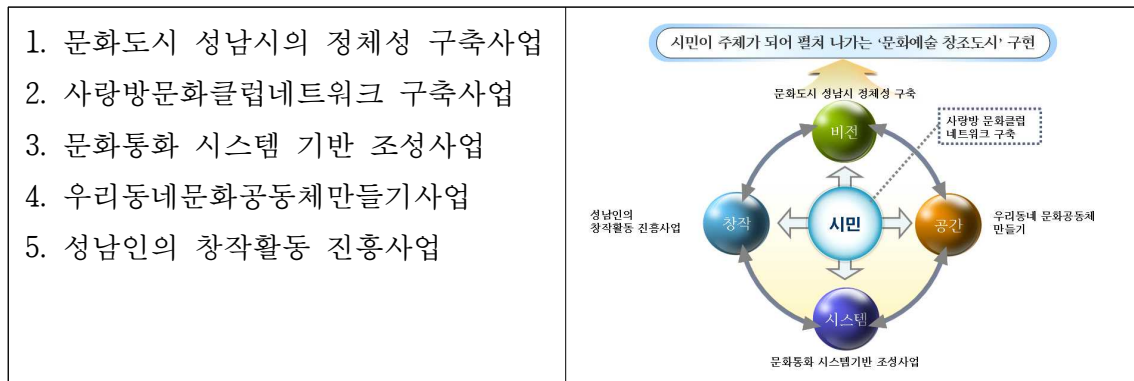 1. 문화도시 성남시의 정체성 구축사업
2. 사랑방문화클럽네트워크 구축사업
3. 문화통화 시스템 기반 조성사업
4. 우리동네문화공동체만들기사업
5. 성남인의 창작활동 진흥사업
시민이 주체가 되어 펼쳐 나가는 '문화예술 창조도시' 구현
문화도시 성남시 정체성 구축
비전
사랑방 문화클럽
네트워크 구축
성남인의
창작활동 진흥사업
창작
시민
공간
우리동네 문화공동체
만들기
시스템
문화통화 시스템기반 조성사업